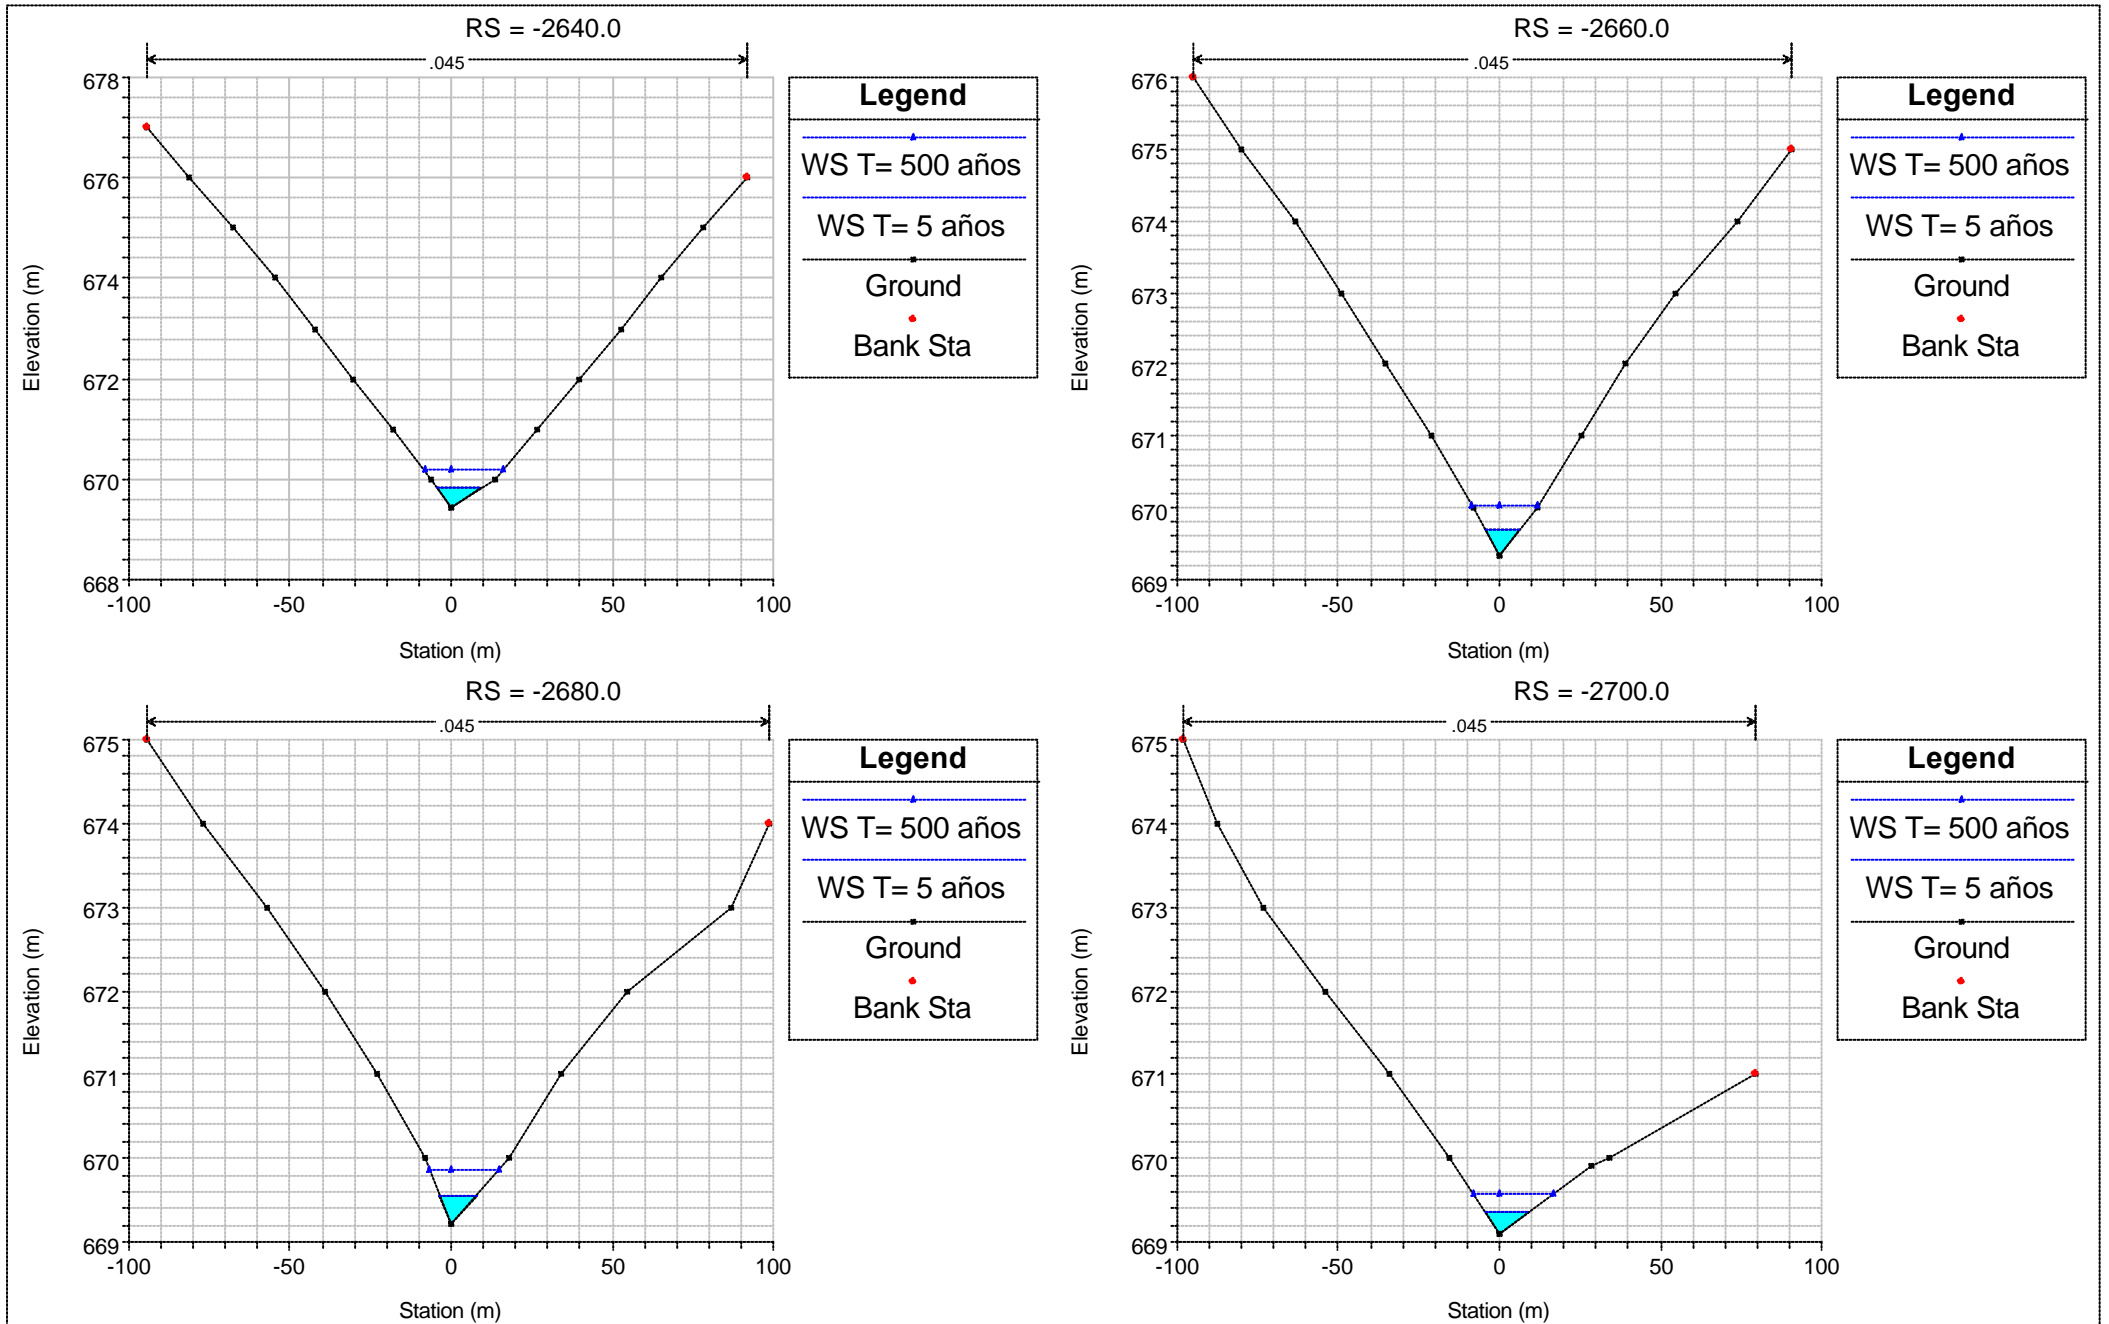 RS = -2640.0
.045
678
676
674
672
670
668
-100
-50
0
50
100
Elevation (m)
Station (m)
Legend
WS T= 500 años
WS T= 5 años
Ground
Bank Sta
RS = -2660.0
.045
676
675
674
673
672
671
670
669
-100
-50
0
50
100
Elevation (m)
Station (m)
Legend
WS T= 500 años
WS T= 5 años
Ground
Bank Sta
RS = -2680.0
.045
675
674
673
672
671
670
669
-100
-50
0
50
100
Elevation (m)
Station (m)
Legend
WS T= 500 años
WS T= 5 años
Ground
Bank Sta
RS = -2700.0
.045
675
674
673
672
671
670
669
-100
-50
0
50
100
Elevation (m)
Station (m)
Legend
WS T= 500 años
WS T= 5 años
Ground
Bank Sta